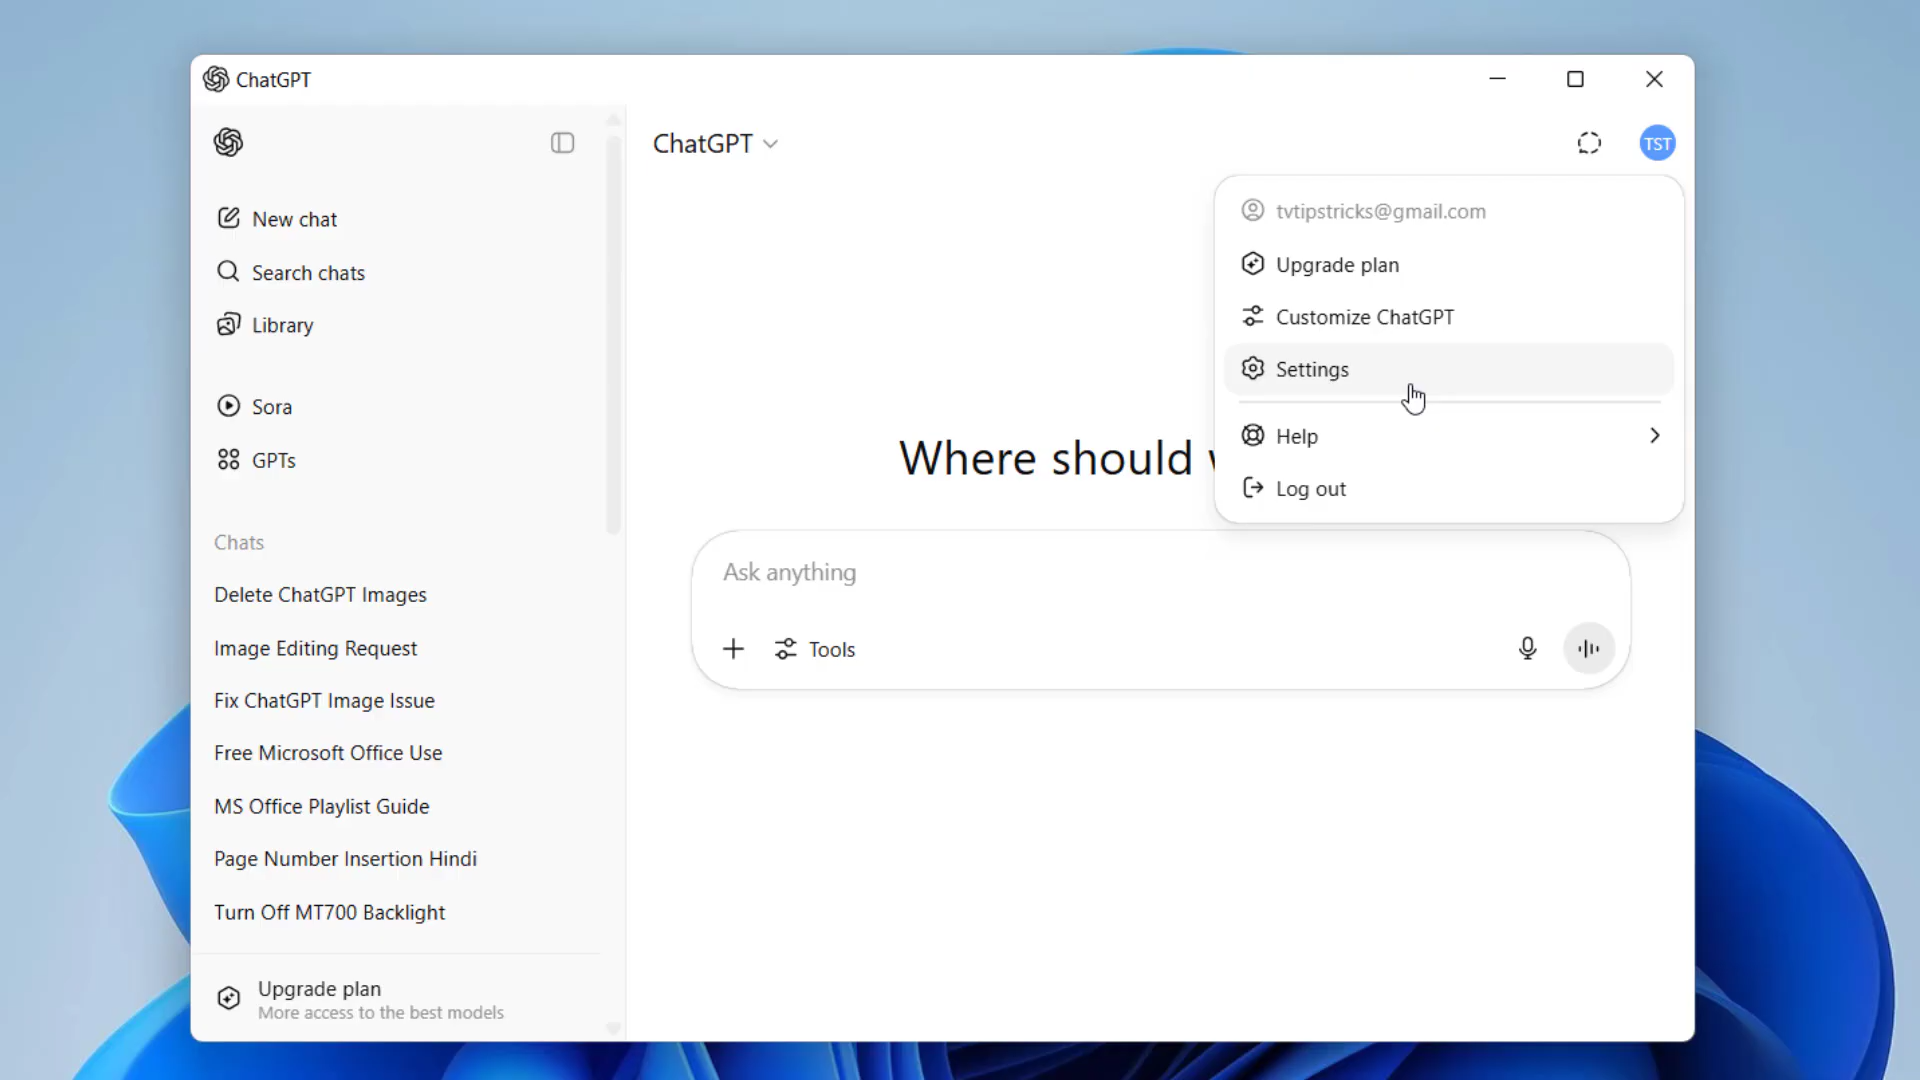 ChatGPT
ChatGPT
TST
New chat
Search chats
Library
Sora
GPTs
Chats
Delete ChatGPT Images
Image Editing Request
Fix ChatGPT Image Issue
Free Microsoft Office Use
MS Office Playlist Guide
Page Number Insertion Hindi
Turn Off MT700 Backlight
Upgrade plan
More access to the best models
tvtipstricks@gmail.com
Upgrade plan
Customize ChatGPT
Settings
Help
Log out
Where should
Ask anything
Tools